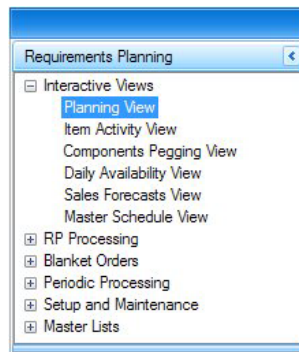 Requirements Planning
Interactive Views
Planning View
Item Activity View
Components Pegging View
Daily Availability View
Sales Forecasts View
Master Schedule View
RP Processing
Blanket Orders
Periodic Processing
Setup and Maintenance
Master Lists